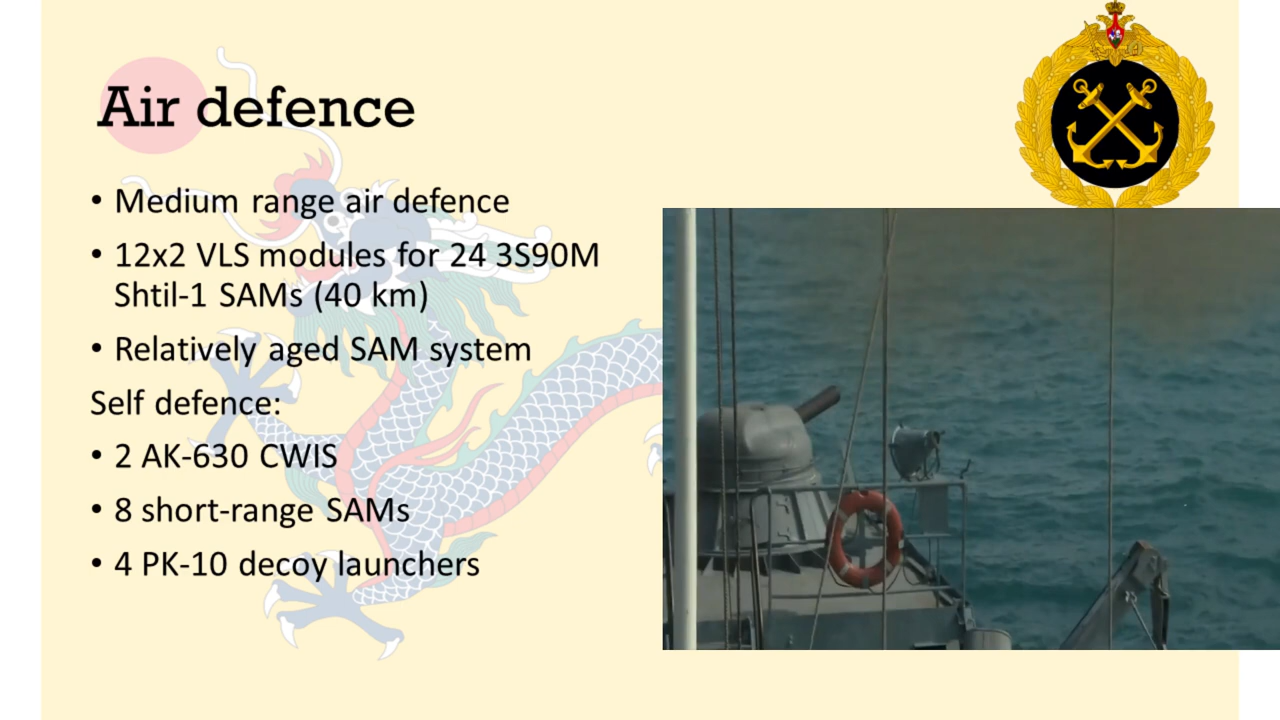 Air defence
• Medium range air defence
• 12x2 VLS modules for 24 3S90M
Shtil-1 SAMs (40 km)
• Relatively aged SAM system
Self defence:
• 2 AK-630 CWIS
• 8 short-range SAMs
• 4 PK-10 decoy launchers